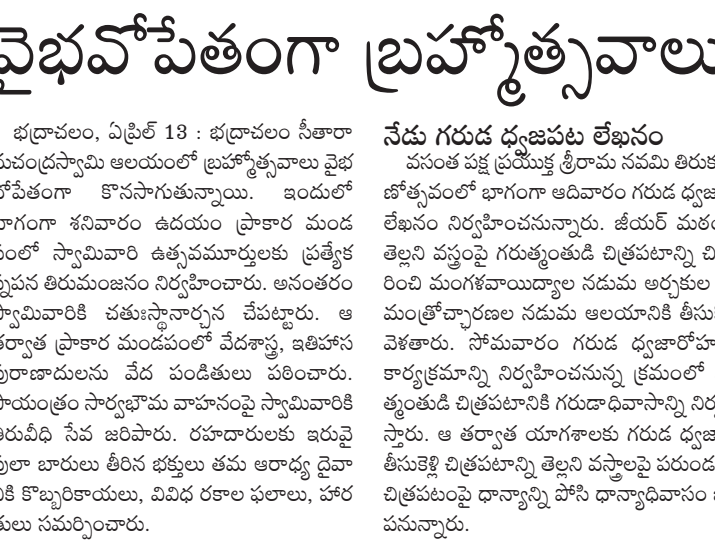 వైభవోపేతంగా బ్రహ్మోత్సవాలు
భద్రాచలం, ఏప్రిల్ 13 : భద్రాచలం సీతారా
మచంద్రస్వామి ఆలయంలో బ్రహ్మోత్సవాలు వైభ
వోపేతంగా కొనసాగుతున్నాయి. ఇందులో
భాగంగా శనివారం ఉదయం ప్రాకార మండ
పంలో స్వామివారి ఉత్సవమూర్తులకు ప్రత్యేక
స్నపన తిరుమంజనం నిర్వహించారు. అనంతరం
స్వామివారికి చతుఃస్థానార్చన చేపట్టారు. ఆ
తర్వాత ప్రాకార మండపంలో వేదశాస్త్ర, ఇతిహాస
పురాణాదులను వేద పండితులు పఠించారు.
సాయంత్రం సార్వభౌమ వాహనంపై స్వామివారికి
తిరువీధి సేవ జరిపారు. రహదారులకు ఇరువై
పులా బారులు తీరిన భక్తులు తమ ఆరాధ్య దైవా
నికి కొబ్బరికాయలు, వివిధ రకాల ఫలాలు, హార
తులు సమర్పించారు.
నేడు గరుడ ధ్వజపట లేఖనం
వసంత పక్ష ప్రయుక్త శ్రీరామ నవమి తిరుక
ణోత్సవంలో భాగంగా ఆదివారం గరుడ ధ్వజ
లేఖనం నిర్వహించనున్నారు. జీయర్ మఠం
తెల్లని వస్త్రంపై గరుత్మంతుడి చిత్రపటాన్ని చి
రించి మంగళవాయిద్యాల నడుమ అర్చకుల
మంత్రోచ్ఛారణల నడుమ ఆలయానికి తీసుక
వెళతారు. సోమవారం గరుడ ధ్వజారోహ
కార్యక్రమాన్ని నిర్వహించనున్న క్రమంలో
త్మంతుడి చిత్రపటానికి గరుడాధివాసాన్ని నిర్వ
స్తారు. ఆ తర్వాత యాగశాలకు గరుడ ధ్వజ
తీసుకెళ్లి చిత్రపటాన్ని తెల్లని వస్త్రాలపై పరుండ
చిత్రపటంపై ధాన్యాన్ని పోసి ధాన్యాధివాసం
పనున్నారు.